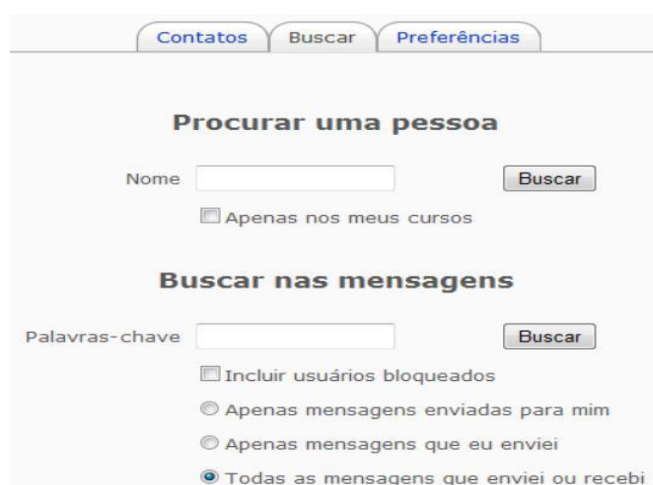 Contatos Buscar Preferências
Procurar uma pessoa
Nome Buscar
Apenas nos meus cursos
Buscar nas mensagens
Palavras-chave Buscar
Incluir usuários bloqueados
Apenas mensagens enviadas para mim
Apenas mensagens que eu enviei
Todas as mensagens que enviei ou recebi